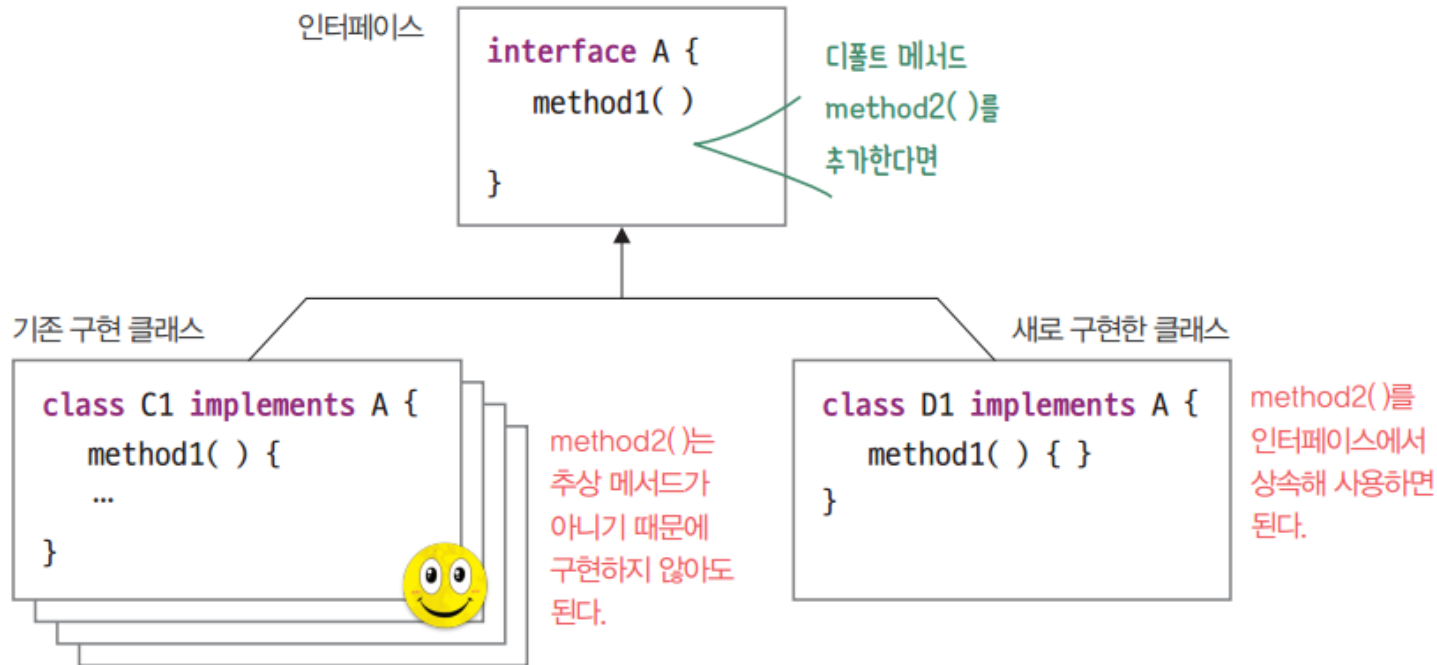 인터페이스
interface A {
method1( )
}
디폴트 메서드
method2( )를
추가한다면
기존 구현 클래스
class C1 implements A {
method1( ) {
…
}
method2( )는
추상 메서드가
아니기 때문에
구현하지 않아도
된다.
새로 구현한 클래스
class D1 implements A {
method1( ) { }
}
method2( )를
인터페이스에서
상속해 사용하면
된다.